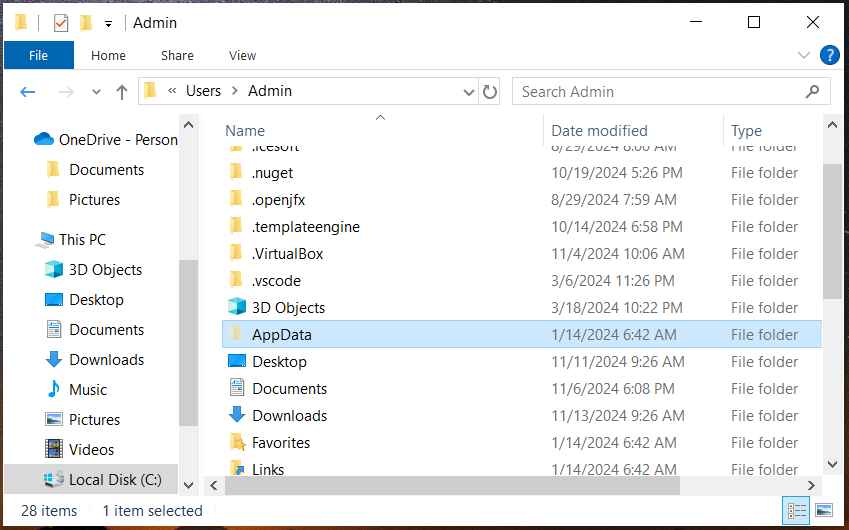 Admin
File Home Share View
?
« Users > Admin
Search Admin
OneDrive - Person
Documents
Pictures
This PC
3D Objects
Desktop
Documents
Downloads
Music
Pictures
Videos
Local Disk (C:)
Name Date modified Type
.icesoft 8/29/2024 8:00 AM File folder
.nuget 10/19/2024 5:26 PM File folder
.openjfx 8/29/2024 7:59 AM File folder
.templateengine 10/14/2024 6:58 PM File folder
.VirtualBox 11/4/2024 10:06 AM File folder
.vscode 3/6/2024 11:26 PM File folder
3D Objects 3/18/2024 10:22 PM File folder
AppData 1/14/2024 6:42 AM File folder
Desktop 11/11/2024 9:26 AM File folder
Documents 11/6/2024 6:08 PM File folder
Downloads 11/13/2024 9:26 AM File folder
Favorites 1/14/2024 6:42 AM File folder
Links 1/14/2024 6:42 AM File folder
28 items 1 item selected